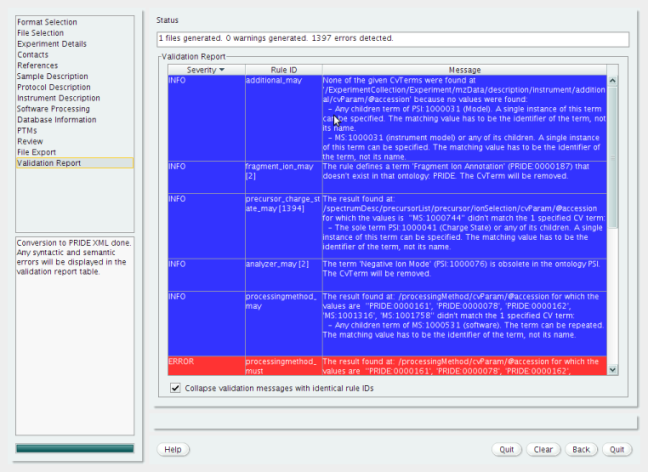 Format Selection
File Selection
Experiment Details
Contacts
References
Sample Description
Protocol Description
Instrument Description
Software Processing
Database Information
PTMs
Review
File Export
Validation Report
Conversion to PRIDE XML done.
Any syntactic and semantic
errors will be displayed in the
validation report table.
Status
1 files generated. 0 warnings generated. 1397 errors detected.
Validation Report
Severity Rule ID Message
INFO additional_may None of the given CvTerms were found at
'/ExperimentCollection/Experiment/mzData/description/instrument/addition
al/cvParam/@accession' because no values were found:
- Any children term of PSI:1000031 (Model). A single instance of this term
can be specified. The matching value has to be the identifier of the term, not
its name.
- MS:1000031 (instrument model) or any of its children. A single instance
of this term can be specified. The matching value has to be the identifier of
the term, not its name.
INFO fragment_ion_may The rule defines a term 'Fragment Ion Annotation' (PRIDE:0000187) that
[2] doesn't exist in that ontology: PRIDE. The CvTerm will be removed.
INFO precursor_charge_st The result found at:
ate_may [1394] /spectrumDesc/precursorList/precursor/ionSelection/cvParam/@accession
for which the values is "MS:1000744" didn't match the 1 specified CV term:
- The sole term PSI:1000041 (Charge State) or any of its children. A single
instance of this term can be specified. The matching value has to be the
identifier of the term, not its name.
INFO analyzer_may [2] The term 'Negative Ion Mode' (PSI:1000076) is obsolete in the ontology PSI.
The CvTerm will be removed.
INFO processingmethod_ The result found at: /processingMethod/cvParam/@accession for which the
may values are "PRIDE:0000161', 'PRIDE:0000078', 'PRIDE:0000162',
'MS:1001316', 'MS:1001758" didn't match the 1 specified CV term:
- Any children term of MS:1000531 (software). The term can be repeated.
The matching value has to be the identifier of the term, not its name.
ERROR processingmethod_ The result found at: /processingMethod/cvParam/@accession for which the
must values are "PRIDE:0000161', 'PRIDE:0000078', 'PRIDE:0000162',
Collapse validation messages with identical rule IDs
Help Quit Clear Back Quit